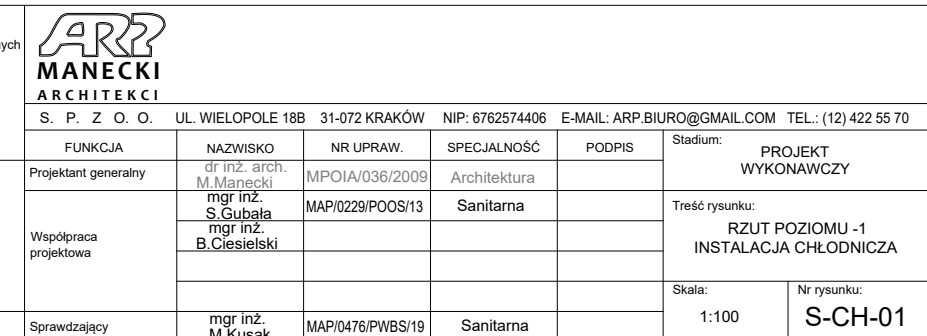 nych
ARP
MANECKI
ARCHITEKCI
S. P. Z O. O. UL. WIELOPOLE 18B 31-072 KRAKÓW NIP: 6762574406 E-MAIL: ARP.BIURO@GMAIL.COM TEL.: (12) 422 55 70
FUNKCJA NAZWISKO NR UPRAW. SPECJALNOŚĆ PODPIS
Stadium:
PROJEKT
WYKONAWCZY
Projektant generalny
dr inż. arch.
M.Manecki
MPOIA/036/2009 Architektura
Współpraca
projektowa
mgr inż.
S.Gubała
MAP/0229/POOS/13 Sanitarna
mgr inż.
B.Ciesielski
Treść rysunku:
RZUT POZIOMU -1
INSTALACJA CHŁODNICZA
Skala:
1:100
Nr rysunku:
S-CH-01
Sprawdzający
mgr inż.
M.Kusak
MAP/0476/PWBS/19 Sanitarna